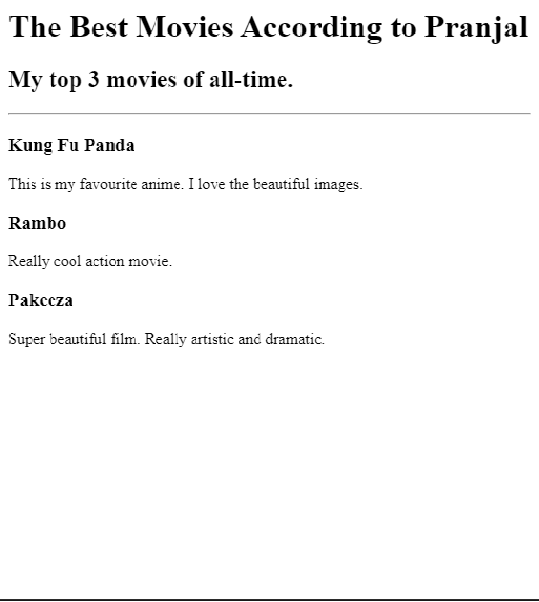 The Best Movies According to Pranjal
My top 3 movies of all-time.
Kung Fu Panda
This is my favourite anime. I love the beautiful images.
Rambo
Really cool action movie.
Pakeeza
Super beautiful film. Really artistic and dramatic.